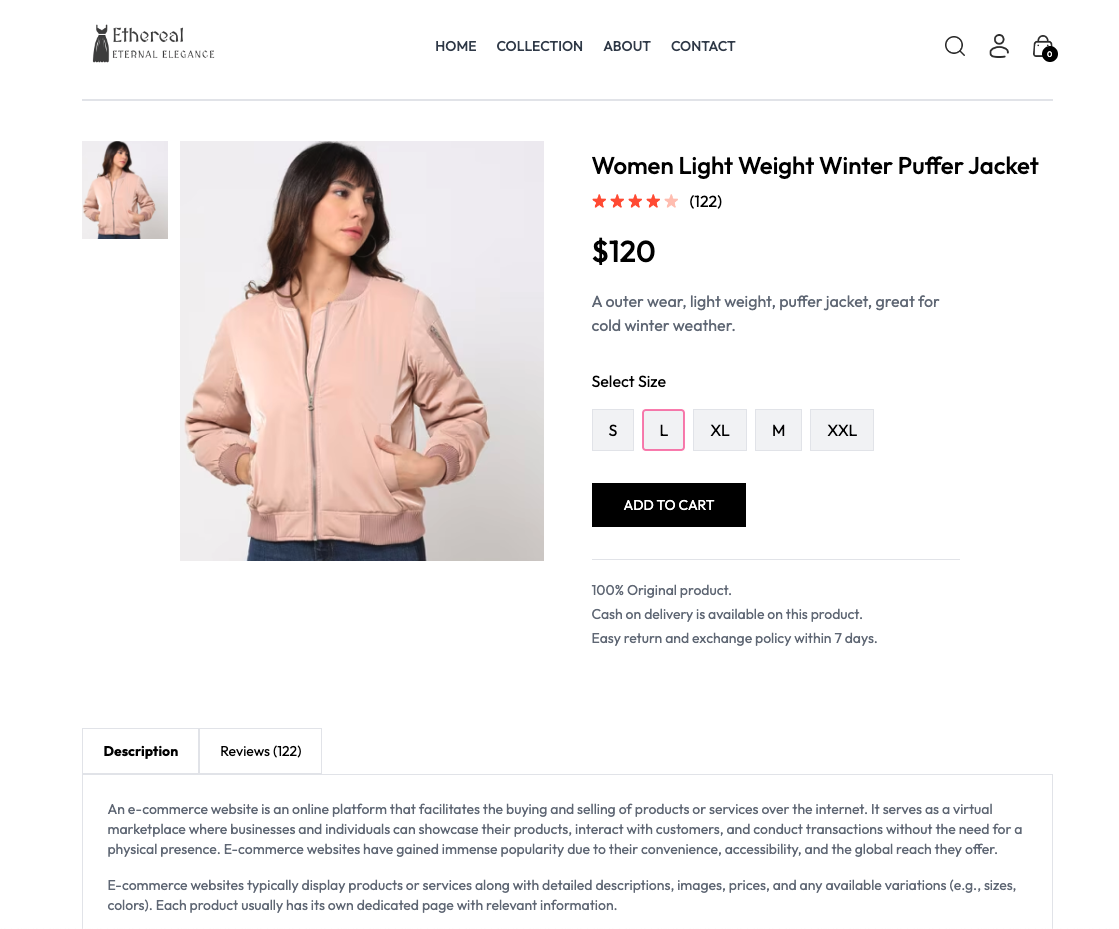 Ethereal
ETERNAL ELEGANCE
HOME COLLECTION ABOUT CONTACT
0
Women Light Weight Winter Puffer Jacket
(122)
$120
A outer wear, light weight, puffer jacket, great for
cold winter weather.
Select Size
S L XL M XXL
ADD TO CART
100% Original product.
Cash on delivery is available on this product.
Easy return and exchange policy within 7 days.
Description Reviews (122)
An e-commerce website is an online platform that facilitates the buying and selling of products or services over the internet. It serves as a virtual
marketplace where businesses and individuals can showcase their products, interact with customers, and conduct transactions without the need for a
physical presence. E-commerce websites have gained immense popularity due to their convenience, accessibility, and the global reach they offer.
E-commerce websites typically display products or services along with detailed descriptions, images, prices, and any available variations (e.g., sizes,
colors). Each product usually has its own dedicated page with relevant information.